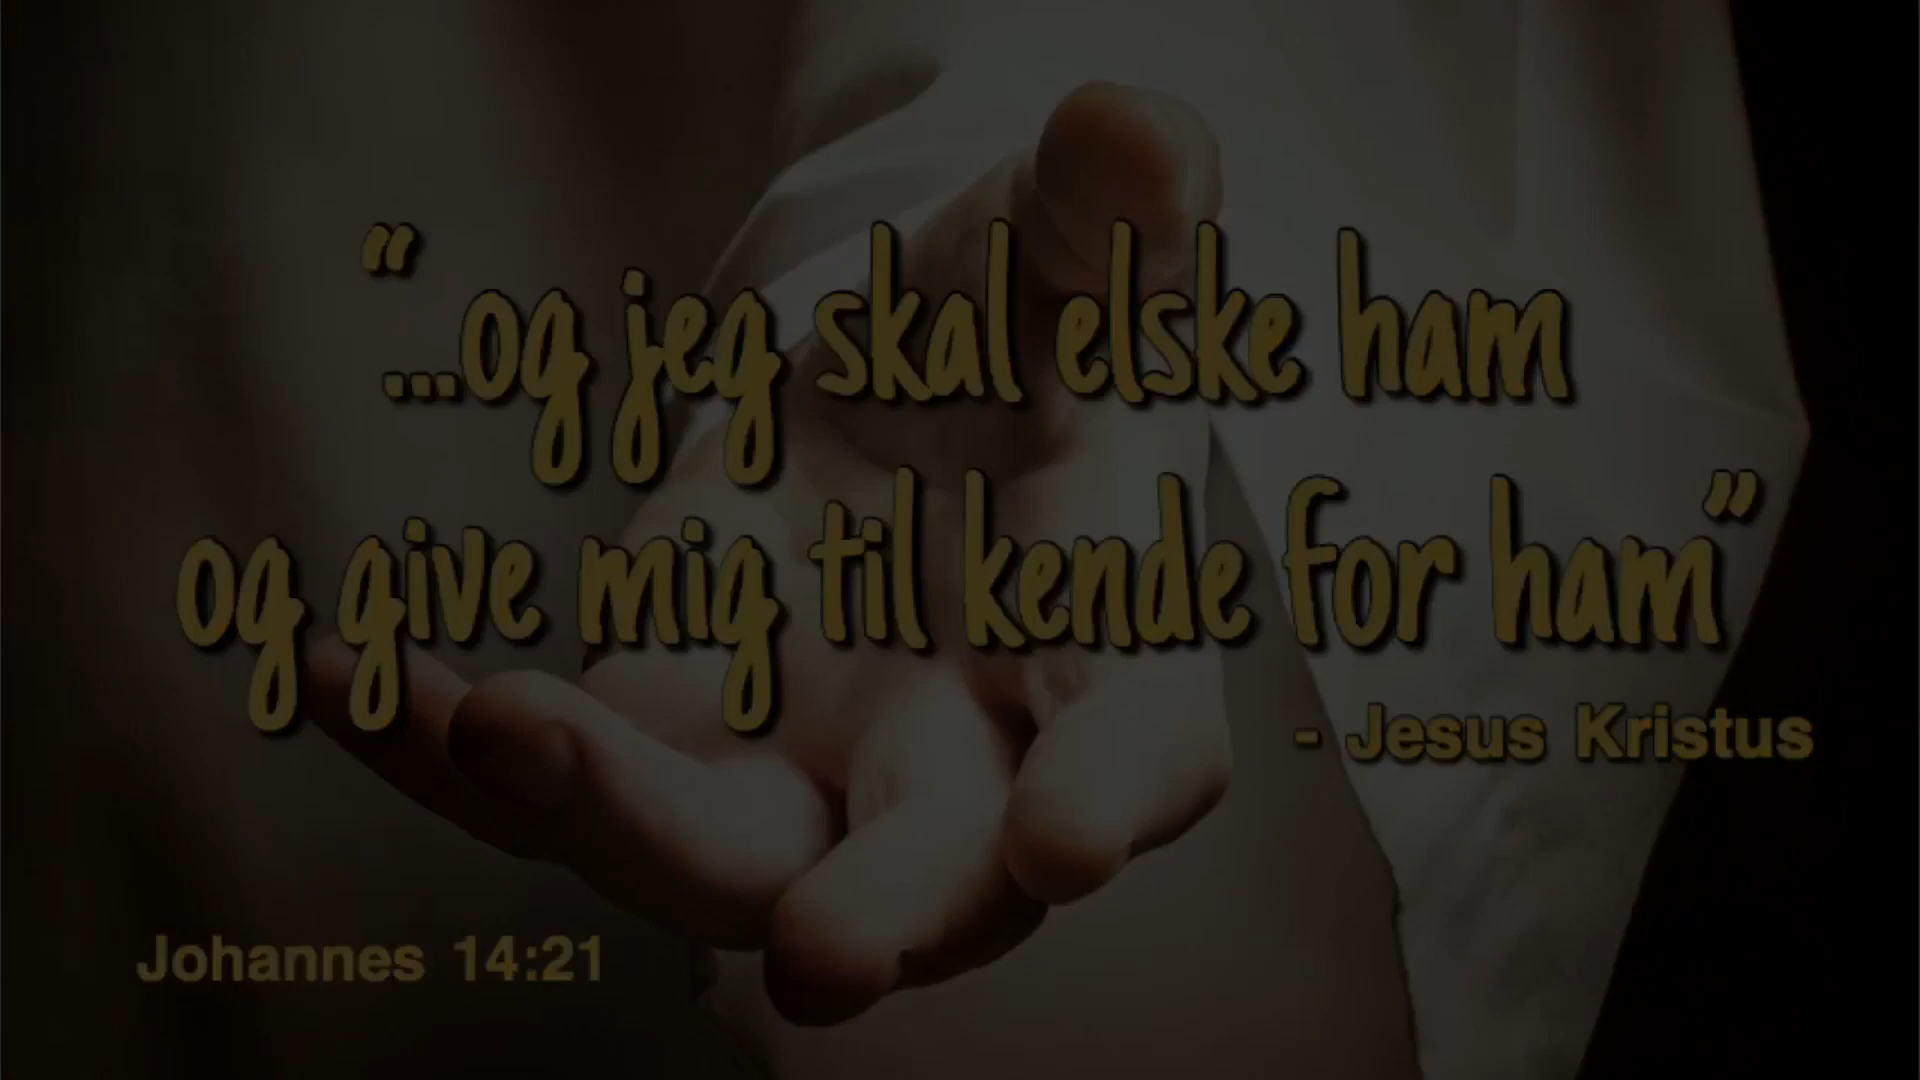 “...og jeg skal elske ham
og give mig til kende for ham”
- Jesus Kristus
Johannes 14:21